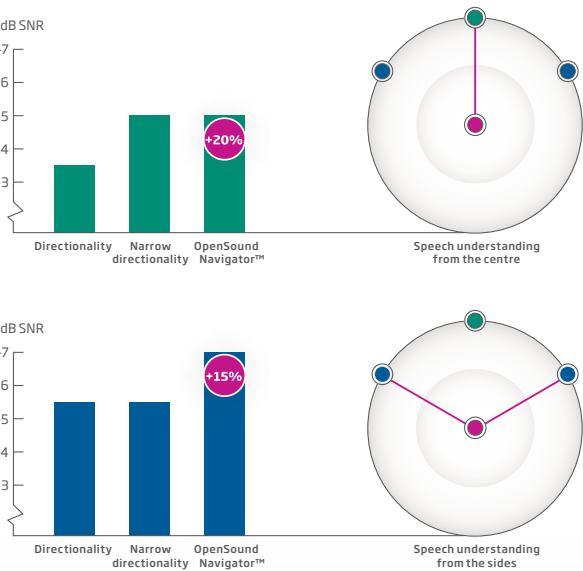 dB SNR
-7
-6
-5
-4
-3
+20%
Directionality
Narrow
directionality
OpenSound
Navigator™
Speech understanding
from the centre
dB SNR
-7
-6
-5
-4
-3
+15%
Directionality
Narrow
directionality
OpenSound
Navigator™
Speech understanding
from the sides